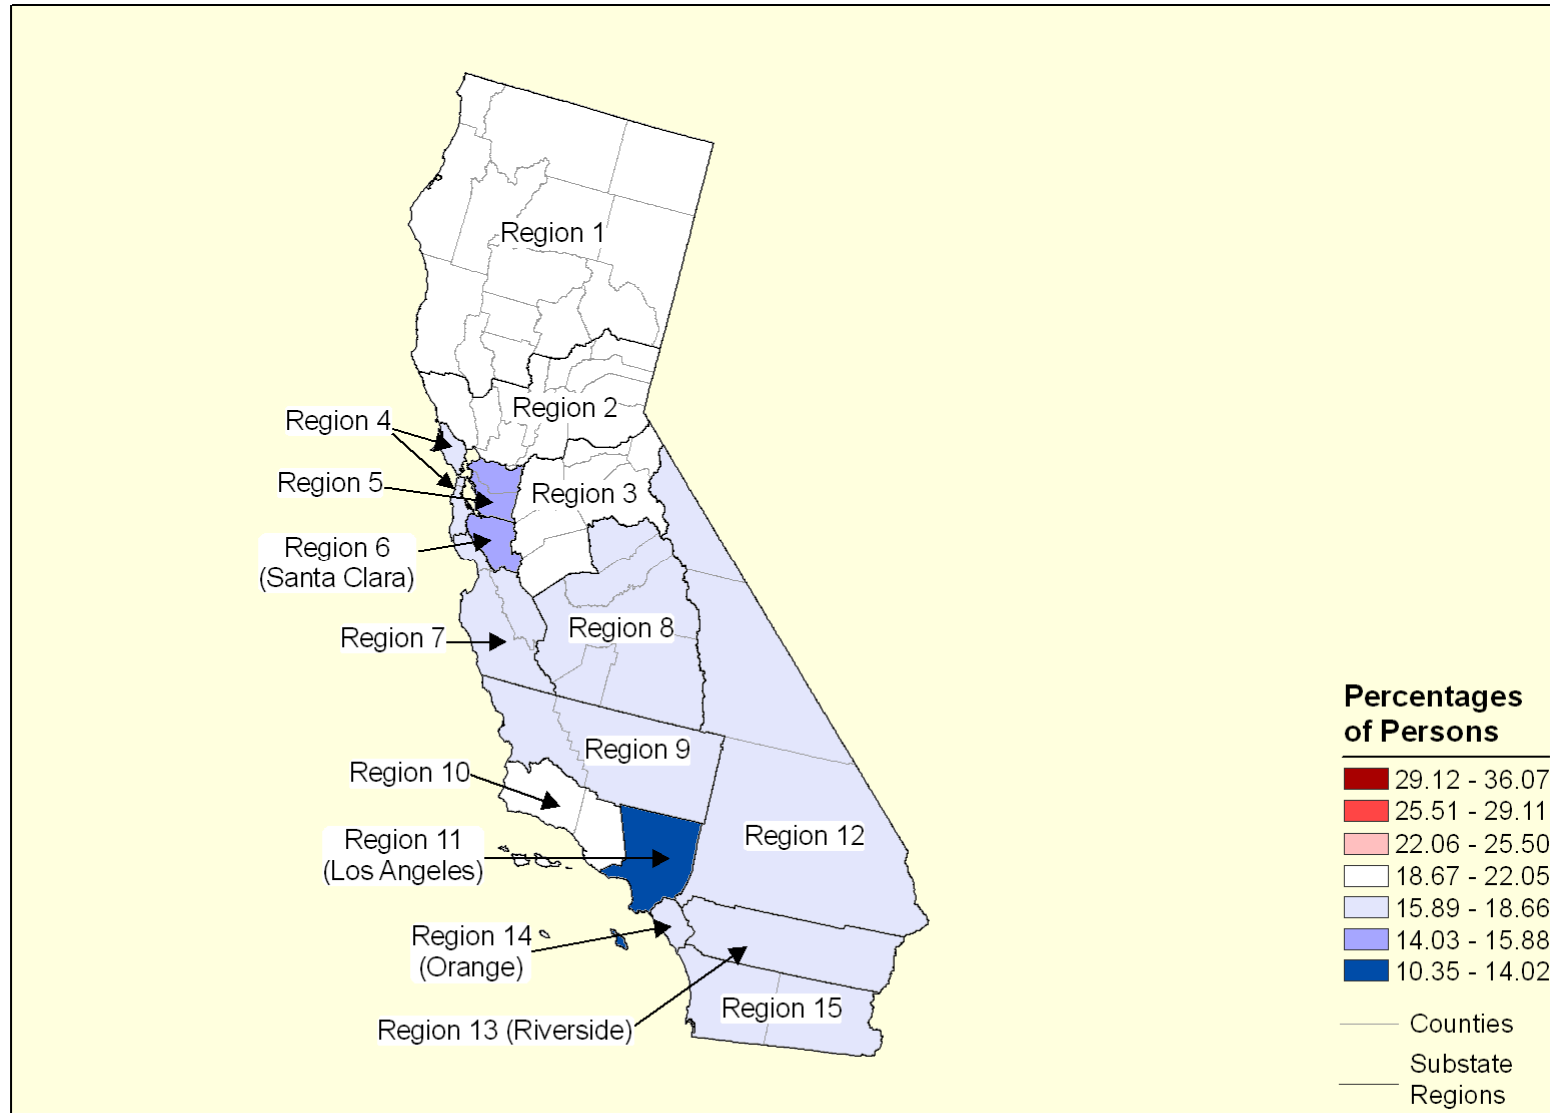 Region 1
Region 2
Region 4
Region 5
Region 3
Region 6
(Santa Clara)
Region 7
Region 8
Region 9
Region 10
Region 11
(Los Angeles)
Region 12
Region 14
(Orange)
Region 13 (Riverside)
Region 15
Percentages
of Persons
29.12 - 36.07
25.51 - 29.11
22.06 - 25.50
18.67 - 22.05
15.89 - 18.66
14.03 - 15.88
10.35 - 14.02
Counties
Substate
Regions